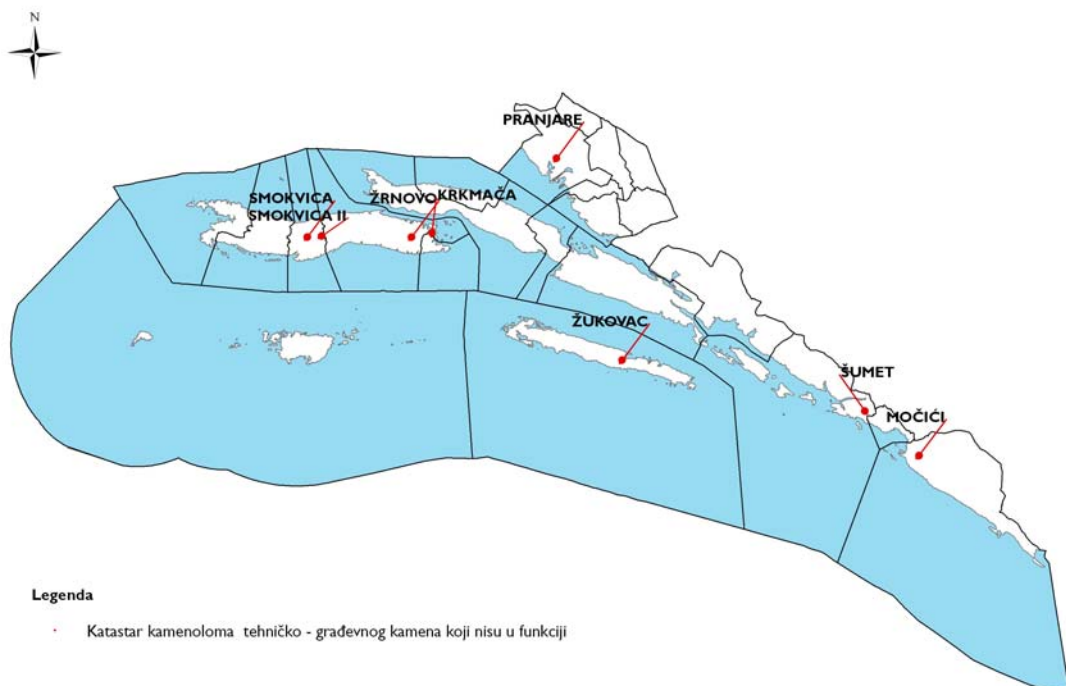 N
PRANJARE
SMOKVICA
SMOKVICA II
ŽRNOVO
KRKMAČA
ŽUKOVAC
ŠUMET
MOČIĆI
Legenda
Katastar kamenoloma tehničko - građevnog kamena koji nisu u funkciji